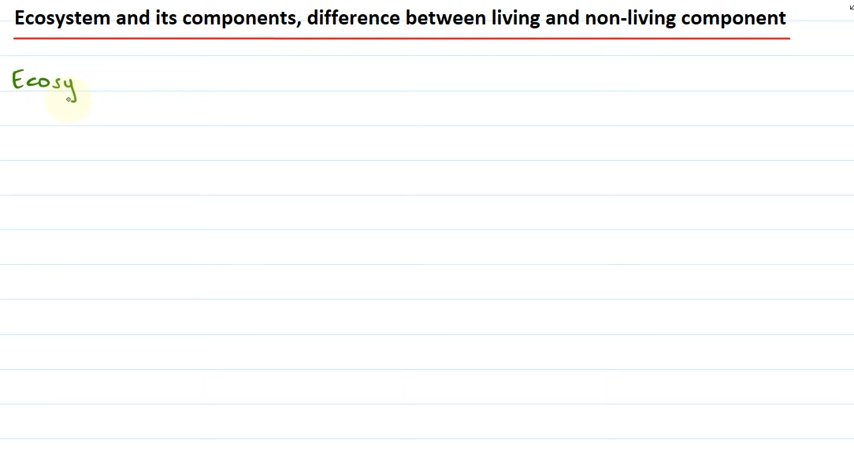 Ecosystem and its components, difference between living and non-living component
Ecosy